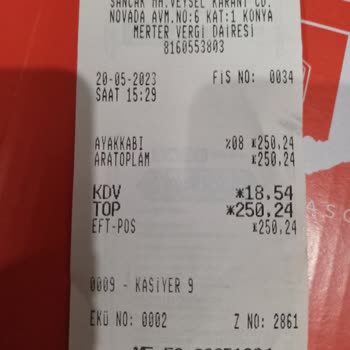 SANCAK MH.VEYSEL KARANİ CD.
NOVADA AVM.NO:6 KAT:1 KONYA
MERTER VERGİ DAİRESİ
8160553803
20-05-2023 FİS NO: 0034
SAAT 15:29
AYAKKABI %08 *250,24
ARATOPLAM *250,24
KDV *18,54
TOP *250,24
EFT-POS *250,24
0009 - KASİYER 9
EKÜ NO: 0002 Z NO: 2861